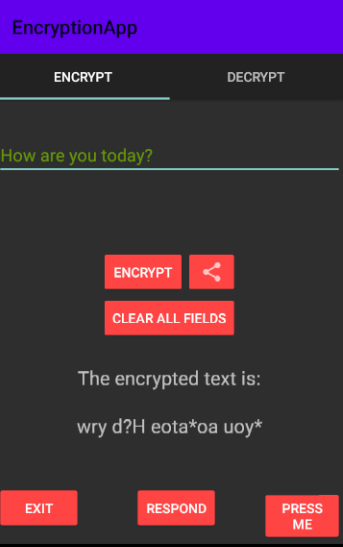 EncryptionApp
ENCRYPT DECRYPT
How are you today?
ENCRYPT
CLEAR ALL FIELDS
The encrypted text is:
wry d?H eota*oa uoy*
EXIT RESPOND PRESS
ME